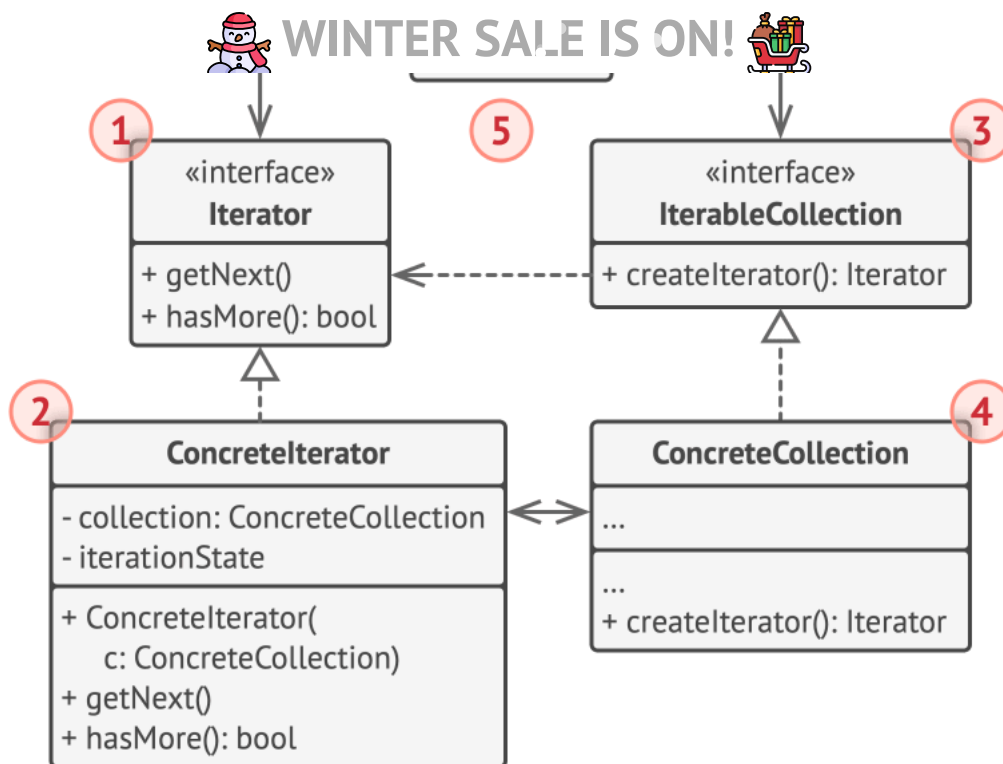 WINTER SALE IS ON!
1
5
3
«interface»
Iterator
+ getNext()
+ hasMore(): bool
«interface»
IterableCollection
+ createIterator(): Iterator
2
4
ConcreteIterator
- collection: ConcreteCollection
- iterationState
+ ConcreteIterator(
c: ConcreteCollection)
+ getNext()
+ hasMore(): bool
ConcreteCollection
...
...
+ createIterator(): Iterator